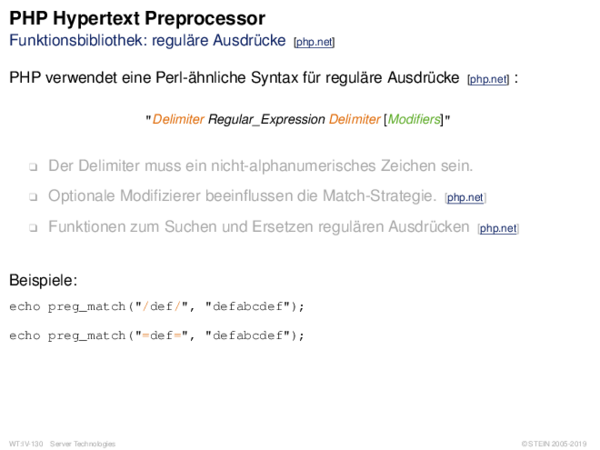 PHP Hypertext Preprocessor
Funktionsbibliothek: reguläre Ausdrücke [php.net]
PHP verwendet eine Perl-ähnliche Syntax für reguläre Ausdrücke [php.net] :
"Delimiter Regular_Expression Delimiter [Modifiers]"
❑ Der Delimiter muss ein nicht-alphanumerisches Zeichen sein.
❑ Optionale Modifizierer beeinflussen die Match-Strategie. [php.net]
❑ Funktionen zum Suchen und Ersetzen regulären Ausdrücken [php.net]
Beispiele:
echo preg_match("/def/", "defabcdef");
echo preg_match("=def=", "defabcdef");
WT:IV-130 Server Technologies © STEIN 2005-2019